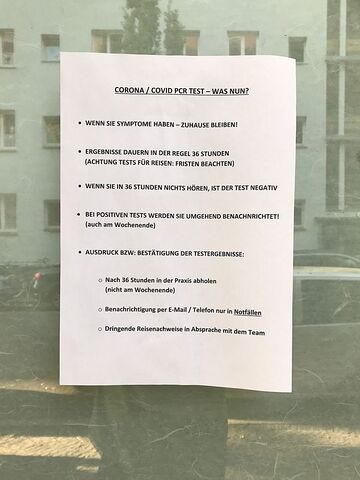 CORONA / COVID PCR TEST – WAS NUN?
• WENN SIE SYMPTOME HABEN – ZUHAUSE BLEIBEN!
• ERGEBNISSE DAUERN IN DER REGEL 36 STUNDEN
(ACHTUNG TESTS FÜR REISEN: FRISTEN BEACHTEN)
• WENN SIE IN 36 STUNDEN NICHTS HÖREN, IST DER TEST NEGATIV
• BEI POSITIVEN TESTS WERDEN SIE UMGEHEND BENACHNRICHTET!
(auch am Wochenende)
• AUSDRUCK BZW: BESTÄTIGUNG DER TESTERGEBNISSE:
o Nach 36 Stunden in der Praxis abholen
(nicht am Wochenende)
o Benachrichtigung per E-Mail / Telefon nur in Notfällen
o Dringende Reisenachweise in Absprache mit dem Team